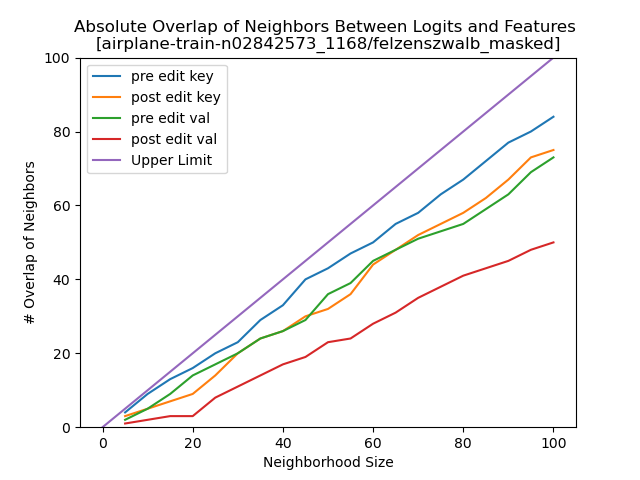 Absolute Overlap of Neighbors Between Logits and Features
[airplane-train-n02842573_1168/felzenszwalb_masked]
100
80
60
40
20
0
# Overlap of Neighbors
pre edit key
post edit key
pre edit val
post edit val
Upper Limit
0 20 40 60 80 100
Neighborhood Size